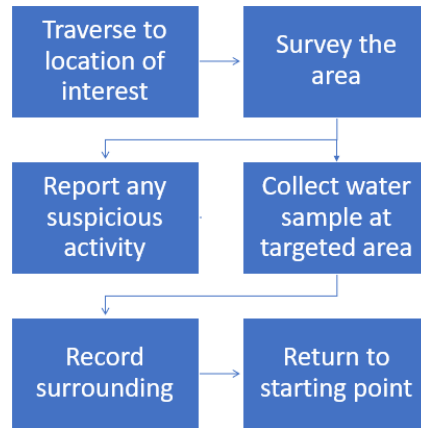 Traverse to
location of
interest
Survey the
area
Report any
suspicious
activity
Collect water
sample at
targeted area
Record
surrounding
Return to
starting point